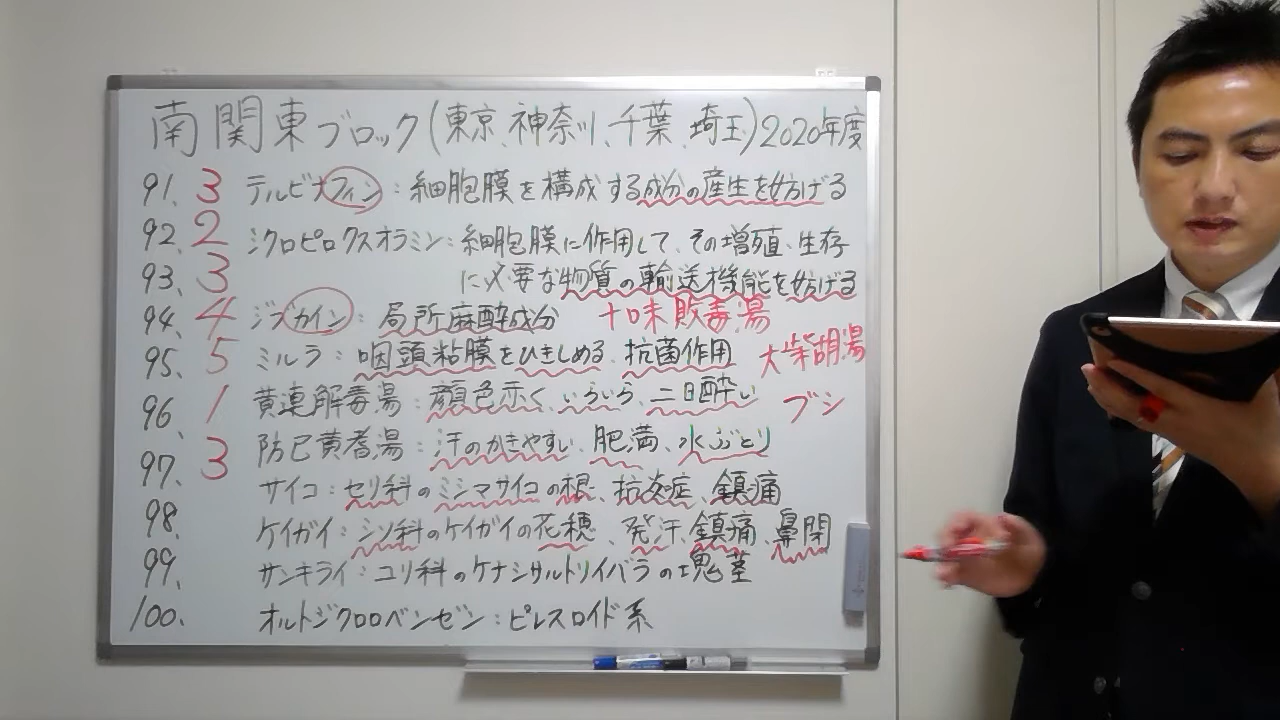 南関東ブロック(東京、神奈川、千葉、埼玉)2020年度
91. 3 テルビナフィン:細胞膜を構成する成分の産生を妨げる
92. 2 シクロピロクスオラミン:細胞膜に作用して、その増殖、生存
93. 3 に必要な物質の輸送機能を妨げる
94. 4 ジブカイン:局所麻酔成分 十味敗毒湯
95. 5 ミルラ:咽頭粘膜をひきしめる、抗菌作用 大柴胡湯
96. 1 黄連解毒湯:顔色赤く、いらいら、二日酔い ブシ
97. 3 防已黄耆湯:汗のかきやすい、肥満、水ぶとり
サイコ:セリ科のミシマサイコの根、抗炎症、鎮痛
98. ケイガイ:シソ科のケイガイの花穂、発汗、鎮痛、鼻閉
99. サンキライ:ユリ科のケナシサルトリイバラの塊茎
100. オルトジクロロベンゼン:ピレスロイド系